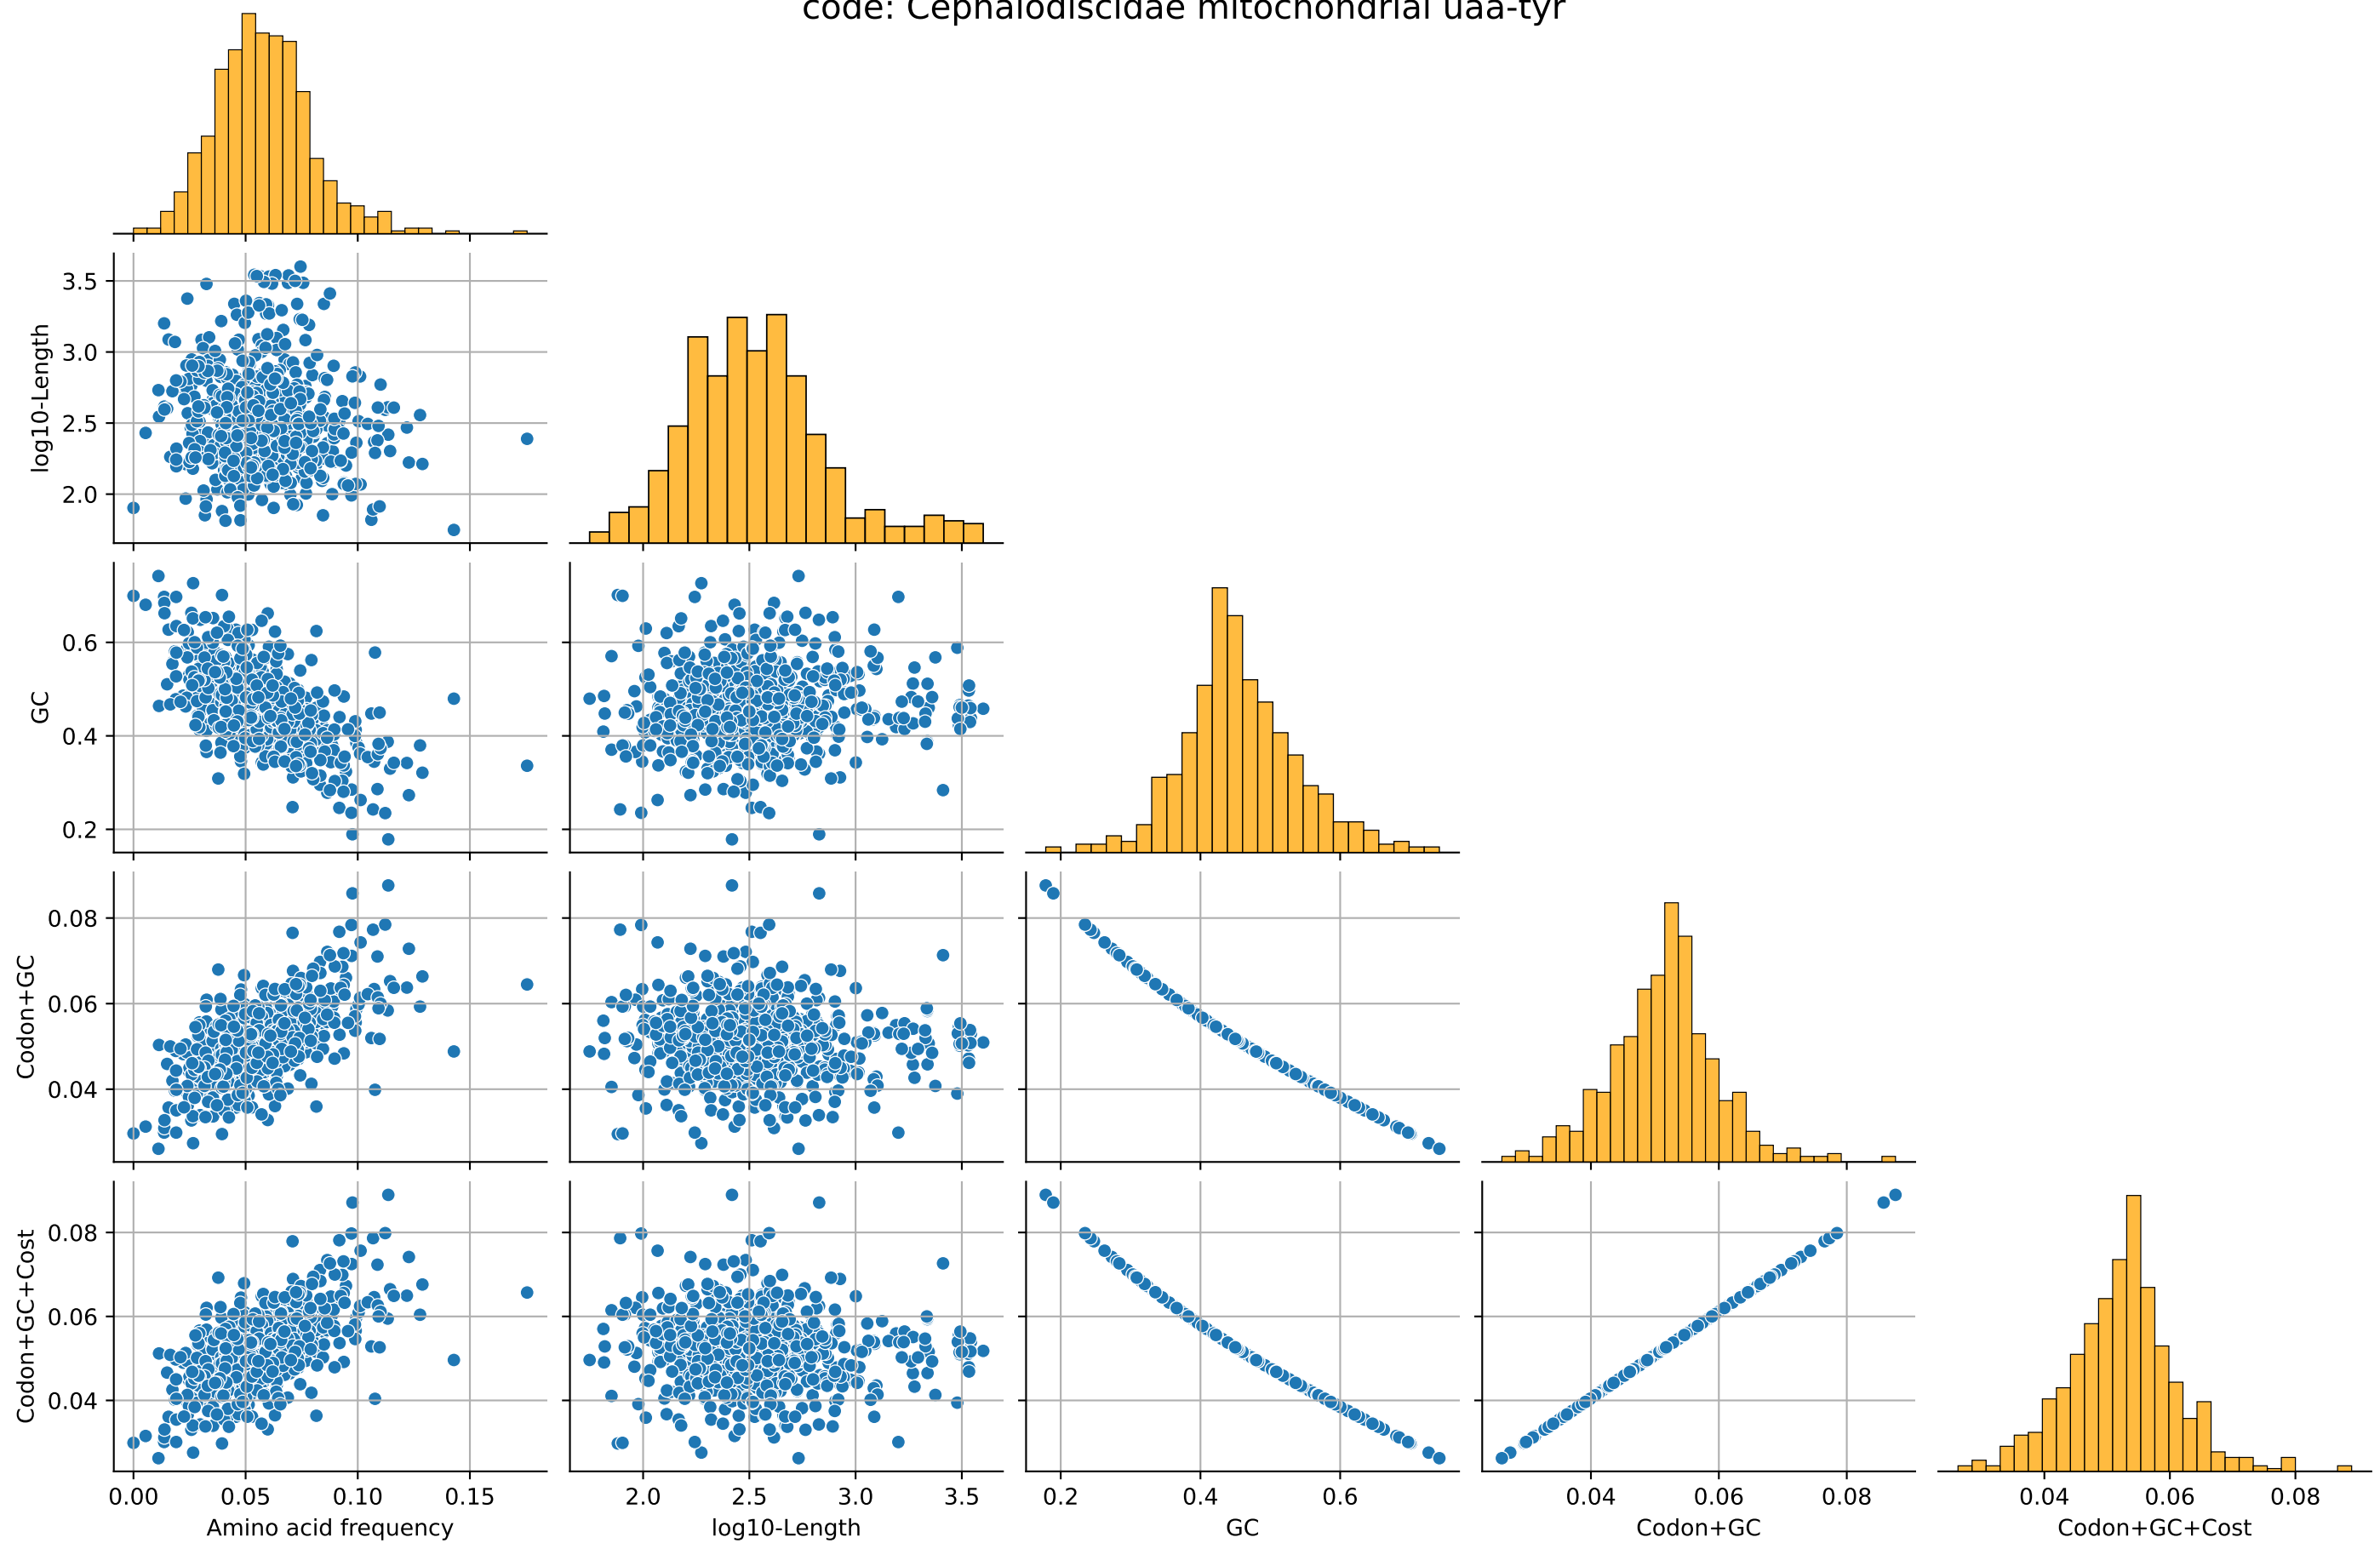 code: Cephalodiscidae mitochondrial uaa-tyr
3.5
3.0
2.5
2.0
log10-Length
0.6
0.4
0.2
GC
0.08
0.06
0.04
Codon+GC
0.08
0.06
0.04
Codon+GC+Cost
0.00 0.05 0.10 0.15
2.0 2.5 3.0 3.5
0.2 0.4 0.6
0.04 0.06 0.08
0.04 0.06 0.08
Amino acid frequency
log10-Length
GC
Codon+GC
Codon+GC+Cost